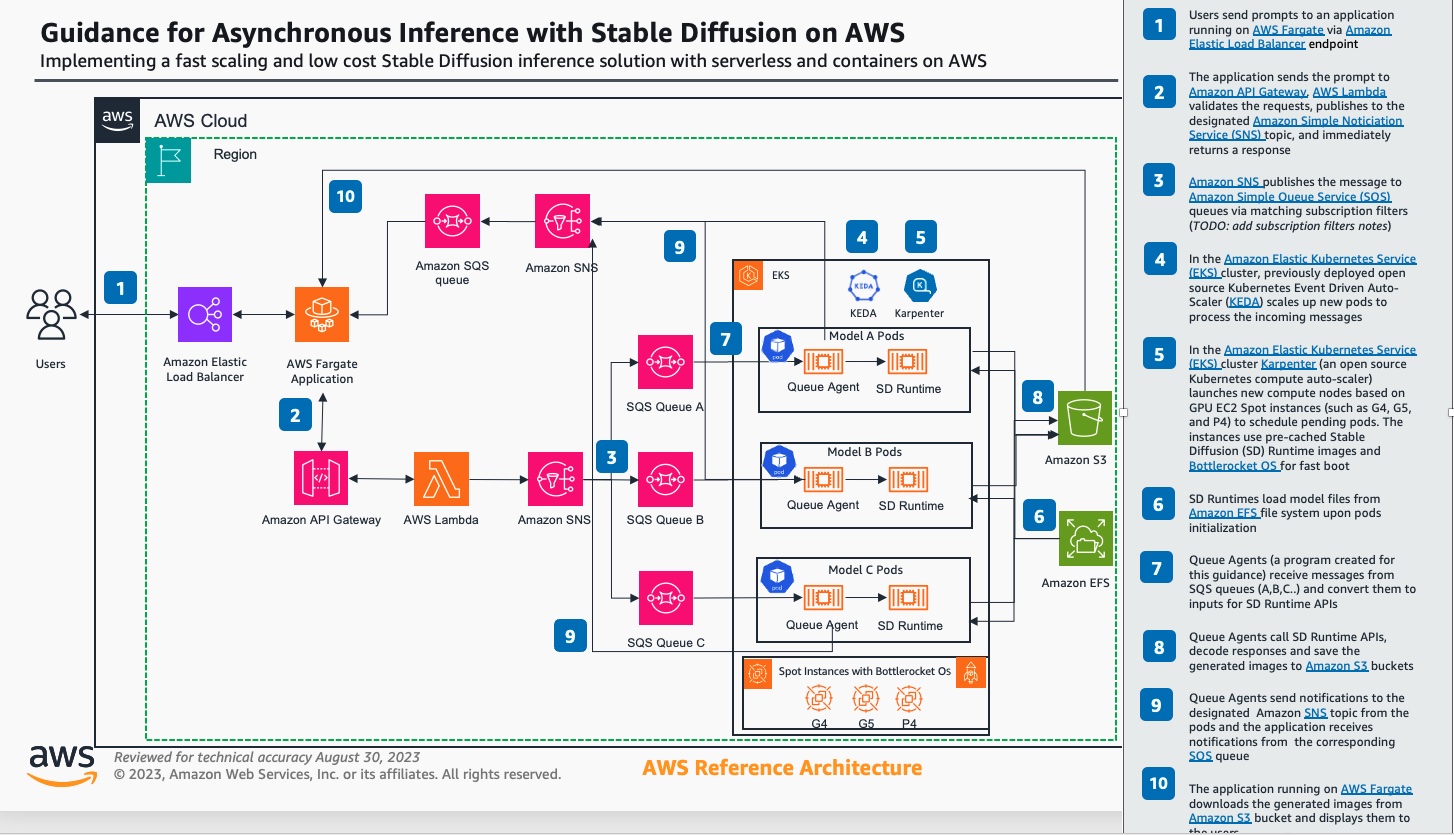 Guidance for Asynchronous Inference with Stable Diffusion on AWS
Implementing a fast scaling and low cost Stable Diffusion inference solution with serverless and containers on AWS
aws
AWS Cloud
Region
10
Amazon SQS
queue
Amazon SNS
9
4
5
EKS
KEDA
KEDA
Karpenter
1
Users
Amazon Elastic
Load Balancer
AWS Fargate
Application
7
pod
Model A Pods
Queue Agent
SD Runtime
SQS Queue A
2
8
Amazon S3
3
pod
Model B Pods
Queue Agent
SD Runtime
Amazon API Gateway
AWS Lambda
Amazon SNS
SQS Queue B
6
Amazon EFS
pod
Model C Pods
Queue Agent
SD Runtime
9
SQS Queue C
Spot Instances with Bottlerocket Os
G4
G5
P4
aws
Reviewed for technical accuracy August 30, 2023
© 2023, Amazon Web Services, Inc. or its affiliates. All rights reserved.
AWS Reference Architecture
1
Users send prompts to an application
running on AWS Fargate via Amazon
Elastic Load Balancer endpoint
2
The application sends the prompt to
Amazon API Gateway, AWS Lambda
validates the requests, publishes to the
designated Amazon Simple Noticiation
Service (SNS) topic, and immediately
returns a response
3
Amazon SNS publishes the message to
Amazon Simple Queue Service (SQS)
queues via matching subscription filters
(TODO: add subscription filters notes)
4
In the Amazon Elastic Kubernetes Service
(EKS) cluster, previously deployed open
source Kubernetes Event Driven Auto-
Scaler (KEDA) scales up new pods to
process the incoming messages
5
In the Amazon Elastic Kubernetes Service
(EKS) cluster Karpenter (an open source
Kubernetes compute auto-scaler)
launches new compute nodes based on
GPU EC2 Spot instances (such as G4, G5,
and P4) to schedule pending pods. The
instances use pre-cached Stable
Diffusion (SD) Runtime images and
Bottlerocket OS for fast boot
6
SD Runtimes load model files from
Amazon EFS file system upon pods
initialization
7
Queue Agents (a program created for
this guidance) receive messages from
SQS queues (A,B,C..) and convert them to
inputs for SD Runtime APIs
8
Queue Agents call SD Runtime APIs,
decode responses and save the
generated images to Amazon S3 buckets
9
Queue Agents send notifications to the
designated Amazon SNS topic from the
pods and the application receives
notifications from the corresponding
SQS queue
10
The application running on AWS Fargate
downloads the generated images from
Amazon S3 bucket and displays them to
the users